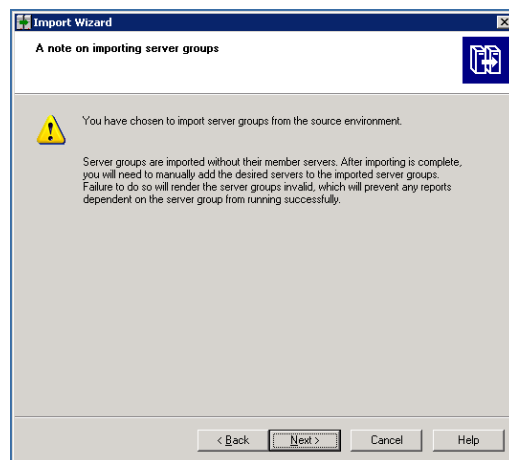 Import Wizard
A note on importing server groups
You have chosen to import server groups from the source environment.
Server groups are imported without their member servers. After importing is complete,
you will need to manually add the desired servers to the imported server groups.
Failure to do so will render the server groups invalid, which will prevent any reports
dependent on the server group from running successfully.
< Back Next > Cancel Help